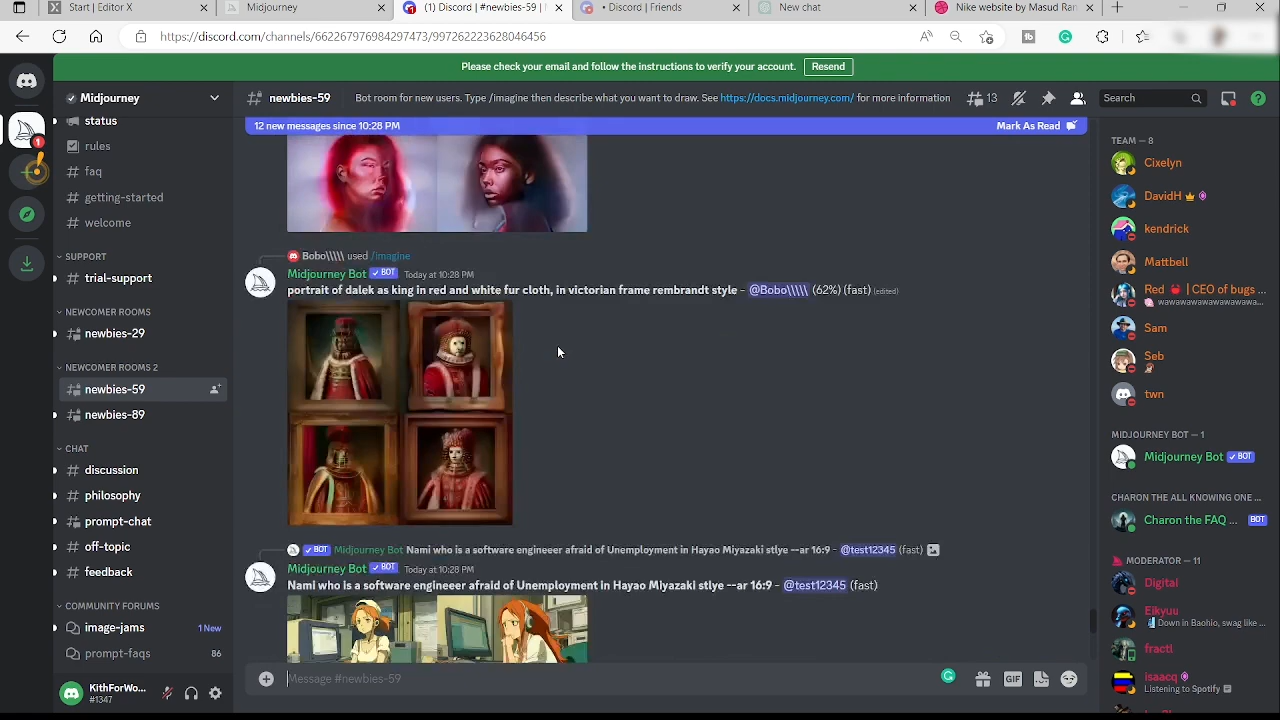 Start | Editor X
Midjourney
(1) Discord | #newbies-59 |
• Discord | Friends
New chat
Nike website by Masud Ran
https://discord.com/channels/662267976984297473/997262223628046456
Please check your email and follow the instructions to verify your account.
Resend
Midjourney
newbies-59
Bot room for new users. Type /imagine then describe what you want to draw. See https://docs.midjourney.com/ for more information
13
Search
status
rules
faq
getting-started
welcome
SUPPORT
trial-support
NEWCOMER ROOMS
newbies-29
NEWCOMER ROOMS 2
newbies-59
newbies-89
CHAT
discussion
philosophy
prompt-chat
off-topic
feedback
COMMUNITY FORUMS
image-jams
1 New
prompt-faqs
86
KithForWo...
#1347
12 new messages since 10:28 PM
Mark As Read
Bobo\\\\\ used /imagine
Midjourney Bot ✓ BOT Today at 10:28 PM
portrait of dalek as king in red and white fur cloth, in victorian frame rembrandt style - @Bobo\\\\\ (62%) (fast) (edited)
✓ BOT Midjourney Bot Nami who is a software engineeer afraid of Unemployment in Hayao Miyazaki stlye --ar 16:9 - @test12345 (fast)
Midjourney Bot ✓ BOT Today at 10:28 PM
Nami who is a software engineeer afraid of Unemployment in Hayao Miyazaki stlye --ar 16:9 - @test12345 (fast)
Message #newbies-59
GIF
TEAM — 8
Cixelyn
DavidH
kendrick
Mattbell
Red | CEO of bugs ...
wawawawawawawawawa...
Sam
Seb
twn
MIDJOURNEY BOT — 1
Midjourney Bot ✓ BOT
CHARON THE ALL KNOWING ONE ...
Charon the FAQ ... BOT
MODERATOR — 11
Digital
Eikyuu
Down in Baohio, swag like ...
fractl
isaacq
Listening to Spotify